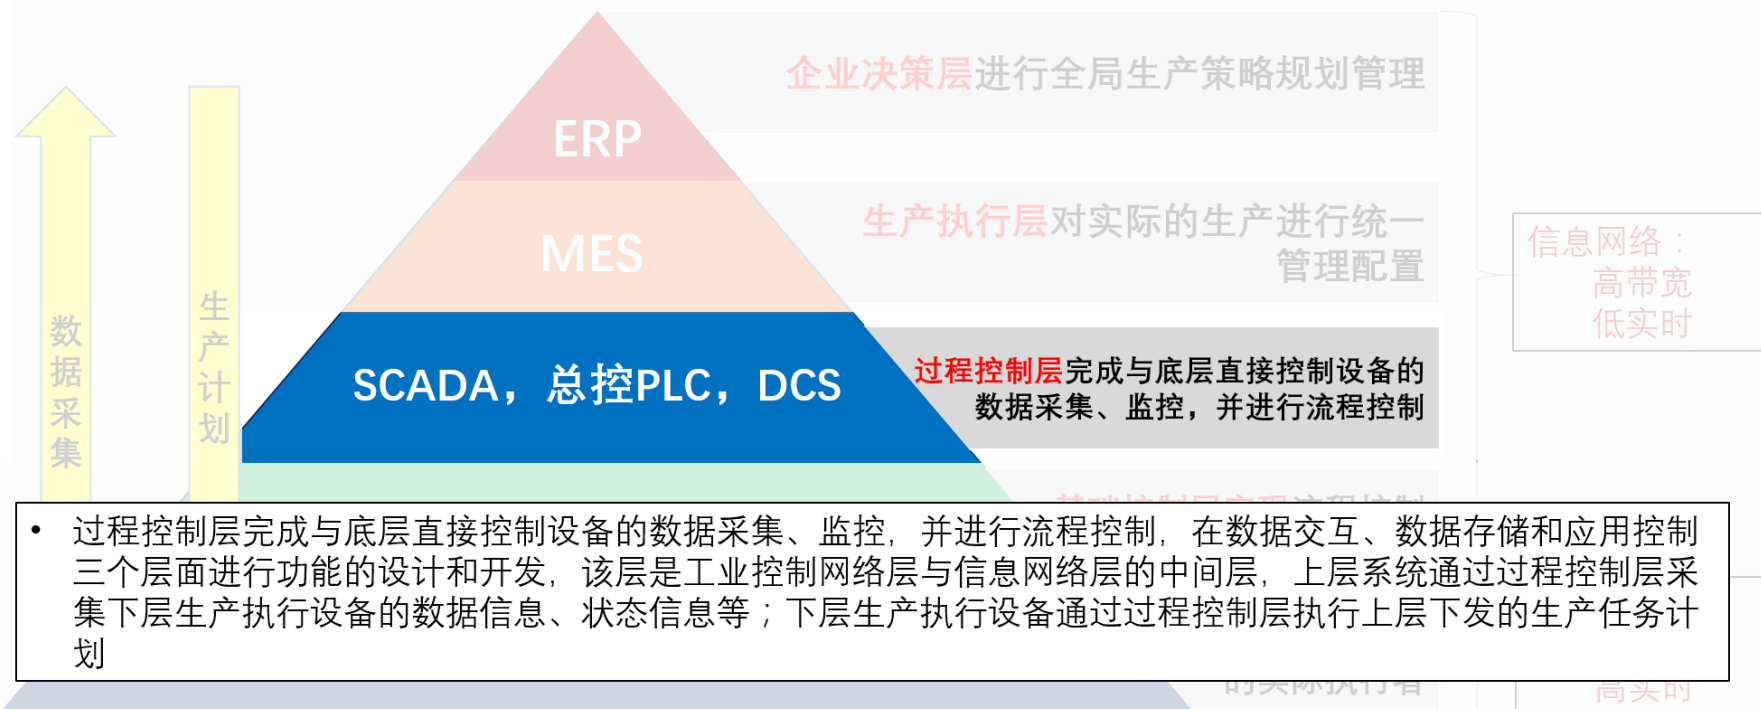 企业决策层进行全局生产策略规划管理
ERP
生产执行层对实际的生产进行统一
管理配置
MES
信息网络：
高带宽
低实时
数据采集
生产计划
SCADA，总控PLC，DCS
过程控制层完成与底层直接控制设备的
数据采集、监控，并进行流程控制
• 过程控制层完成与底层直接控制设备的数据采集、监控，并进行流程控制，在数据交互、数据存储和应用控制
三个层面进行功能的设计和开发，该层是工业控制网络层与信息网络层的中间层，上层系统通过过程控制层采
集下层生产执行设备的数据信息、状态信息等；下层生产执行设备通过过程控制层执行上层下发的生产任务计
划
的实际执行者
高实时